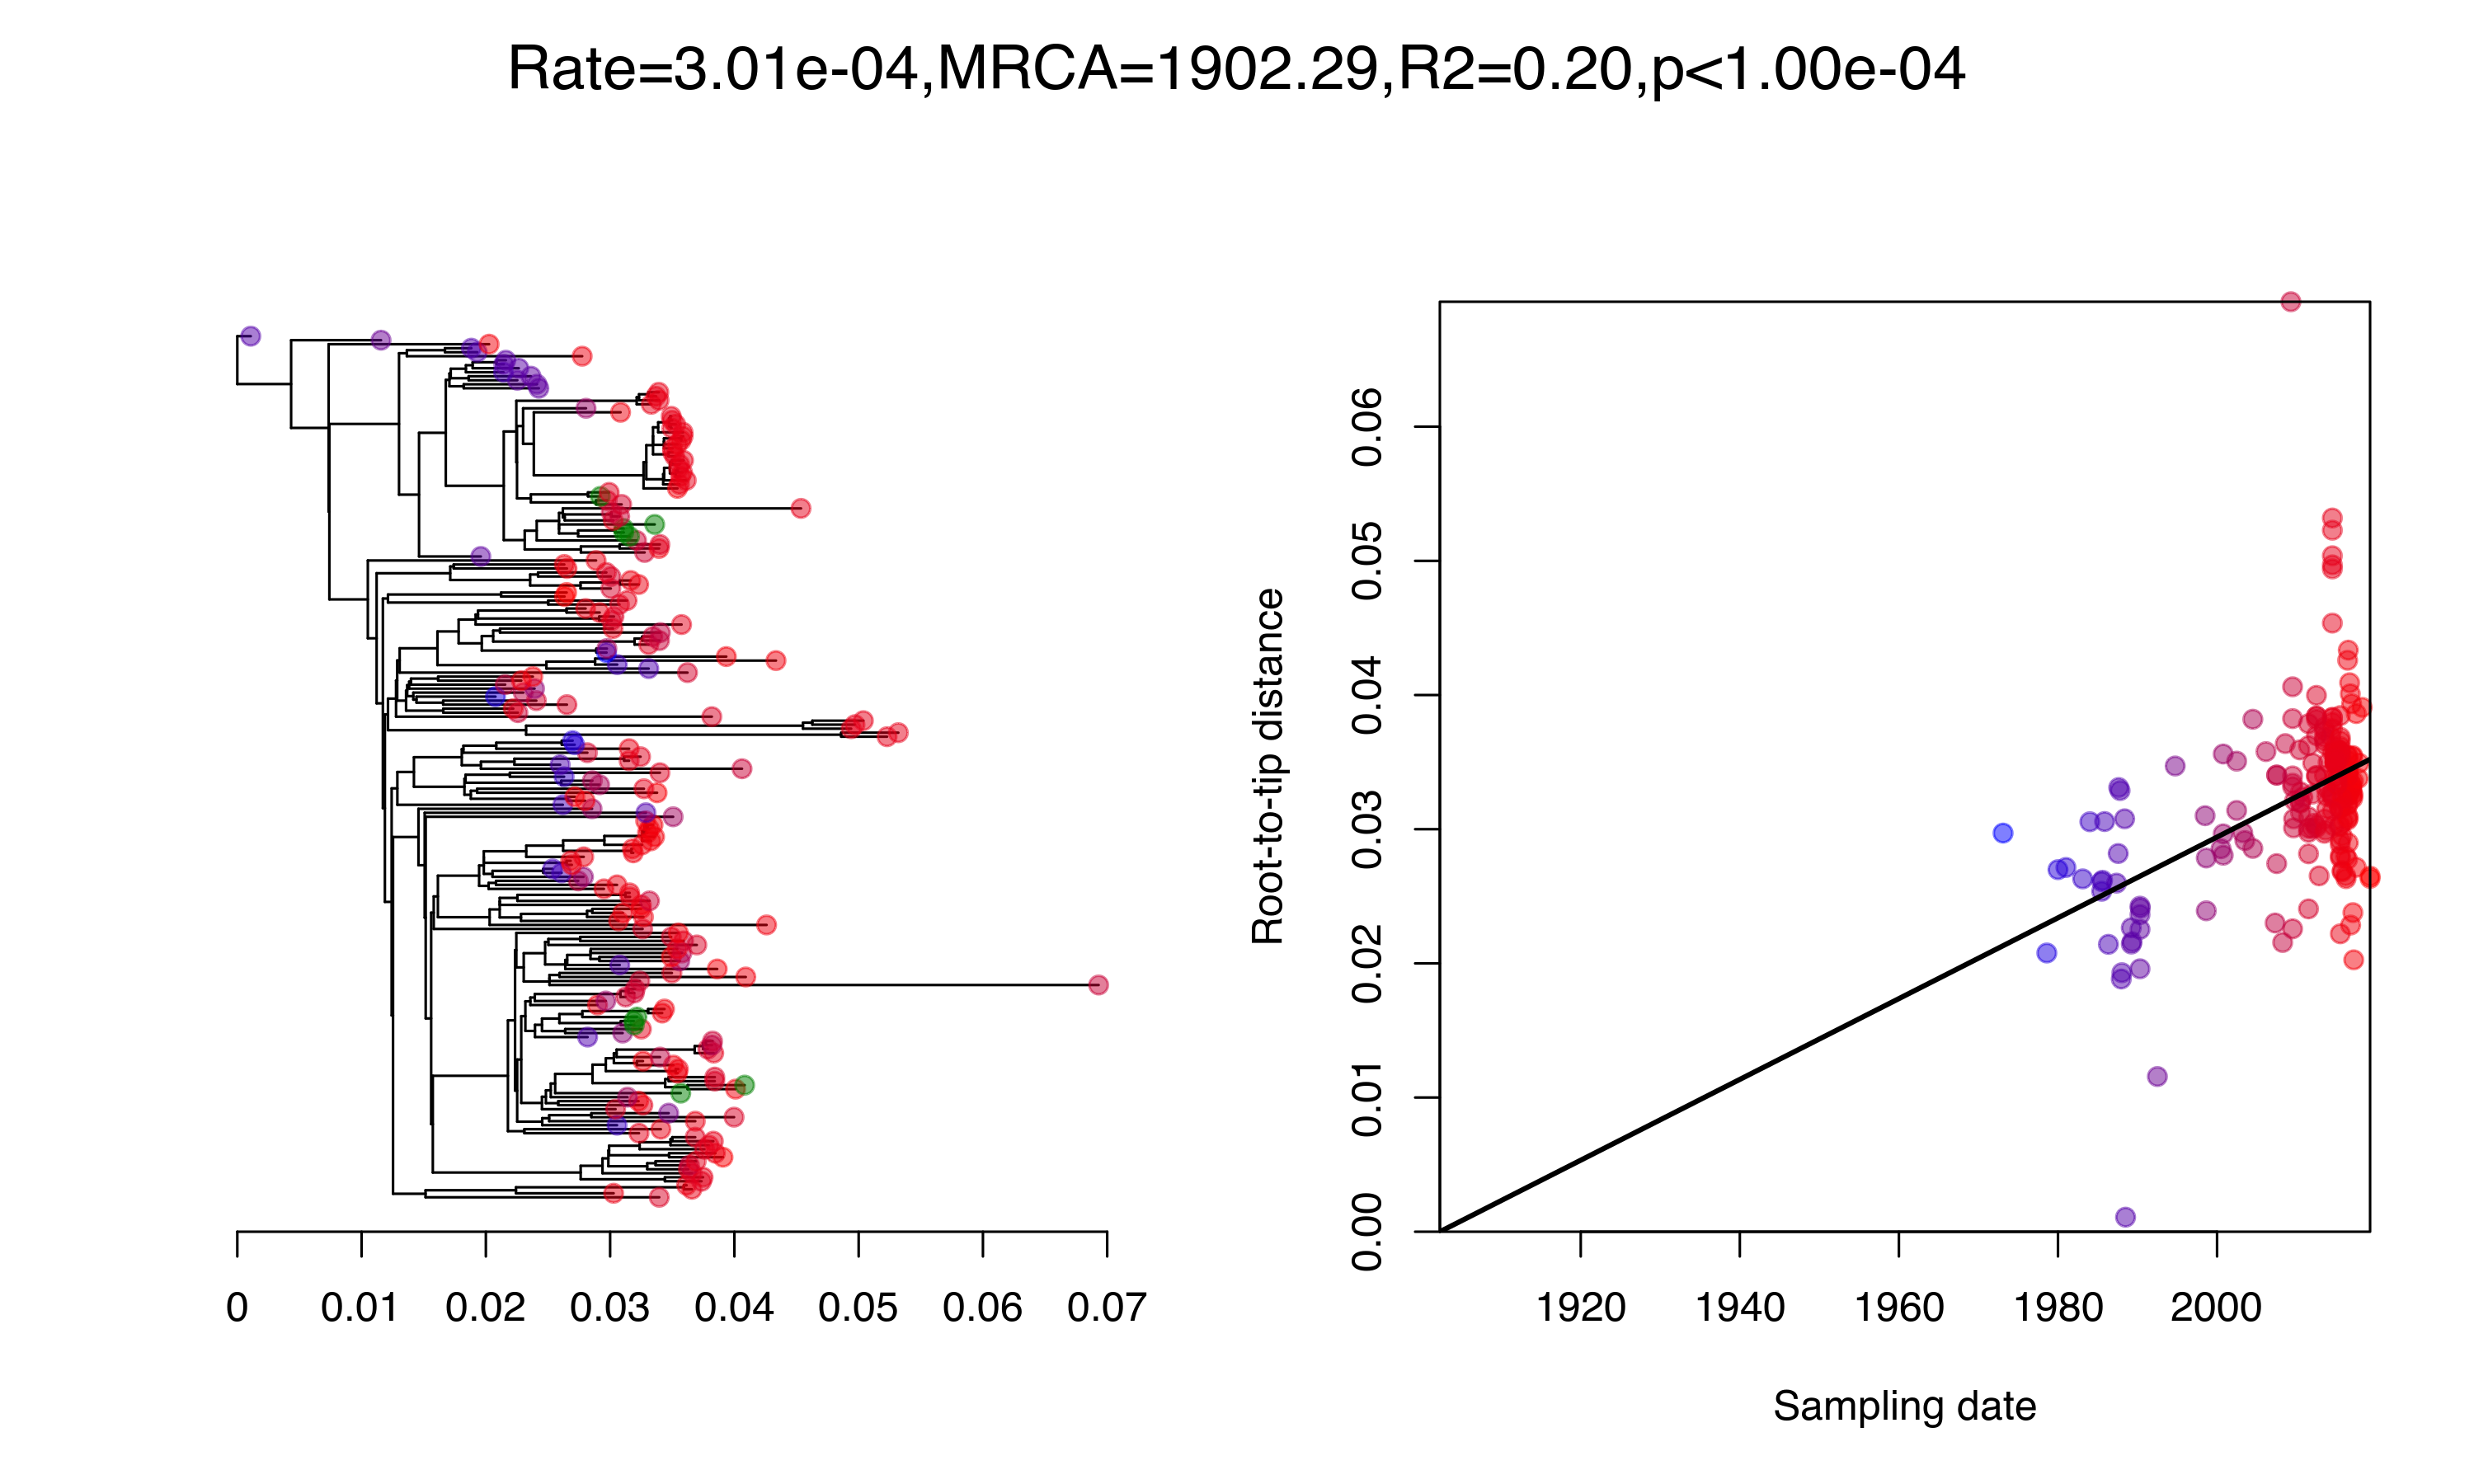 Rate=3.01e-04,MRCA=1902.29,R2=0.20,p<1.00e-04
0 0.01 0.02 0.03 0.04 0.05 0.06 0.07
Root-to-tip distance
0.00 0.01 0.02 0.03 0.04 0.05 0.06
1920 1940 1960 1980 2000
Sampling date